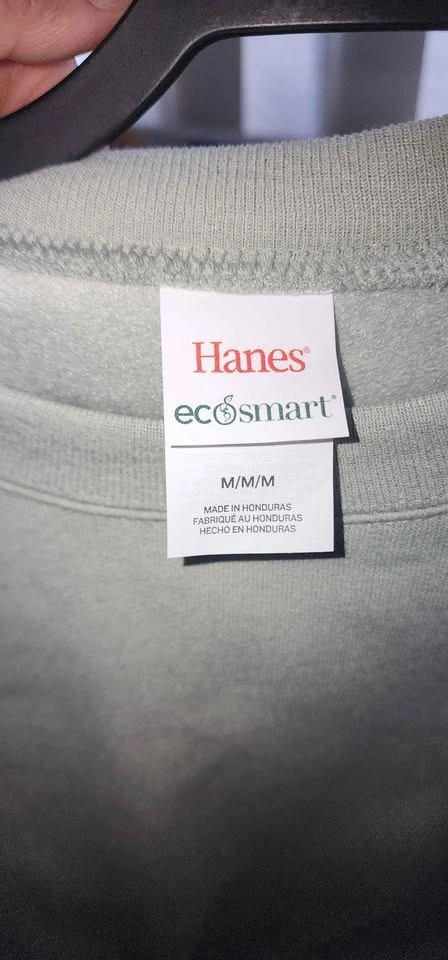 Hanes®
ecosmart®
M/M/M
MADE IN HONDURAS
FABRIQUÉ AU HONDURAS
HECHO EN HONDURAS